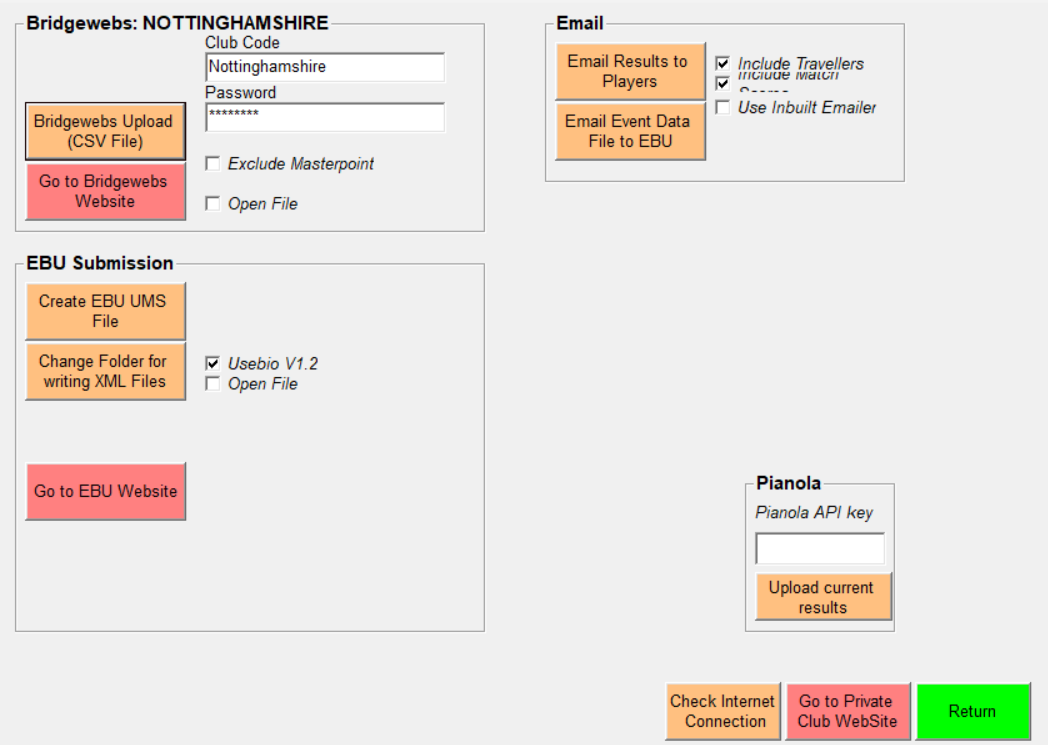 Bridgewebs: NOTTINGHAMSHIRE
Club Code
Nottinghamshire
Password
********
Bridgewebs Upload
(CSV File)
Exclude Masterpoint
Go to Bridgewebs
Website
Open File
Email
Email Results to
Players
Include Travellers
Include Match
Scores
Use Inbuilt Emailer
Email Event Data
File to EBU
EBU Submission
Create EBU UMS
File
Change Folder for
writing XML Files
Usebio V1.2
Open File
Go to EBU Website
Pianola
Pianola API key
Upload current
results
Check Internet
Connection
Go to Private
Club WebSite
Return